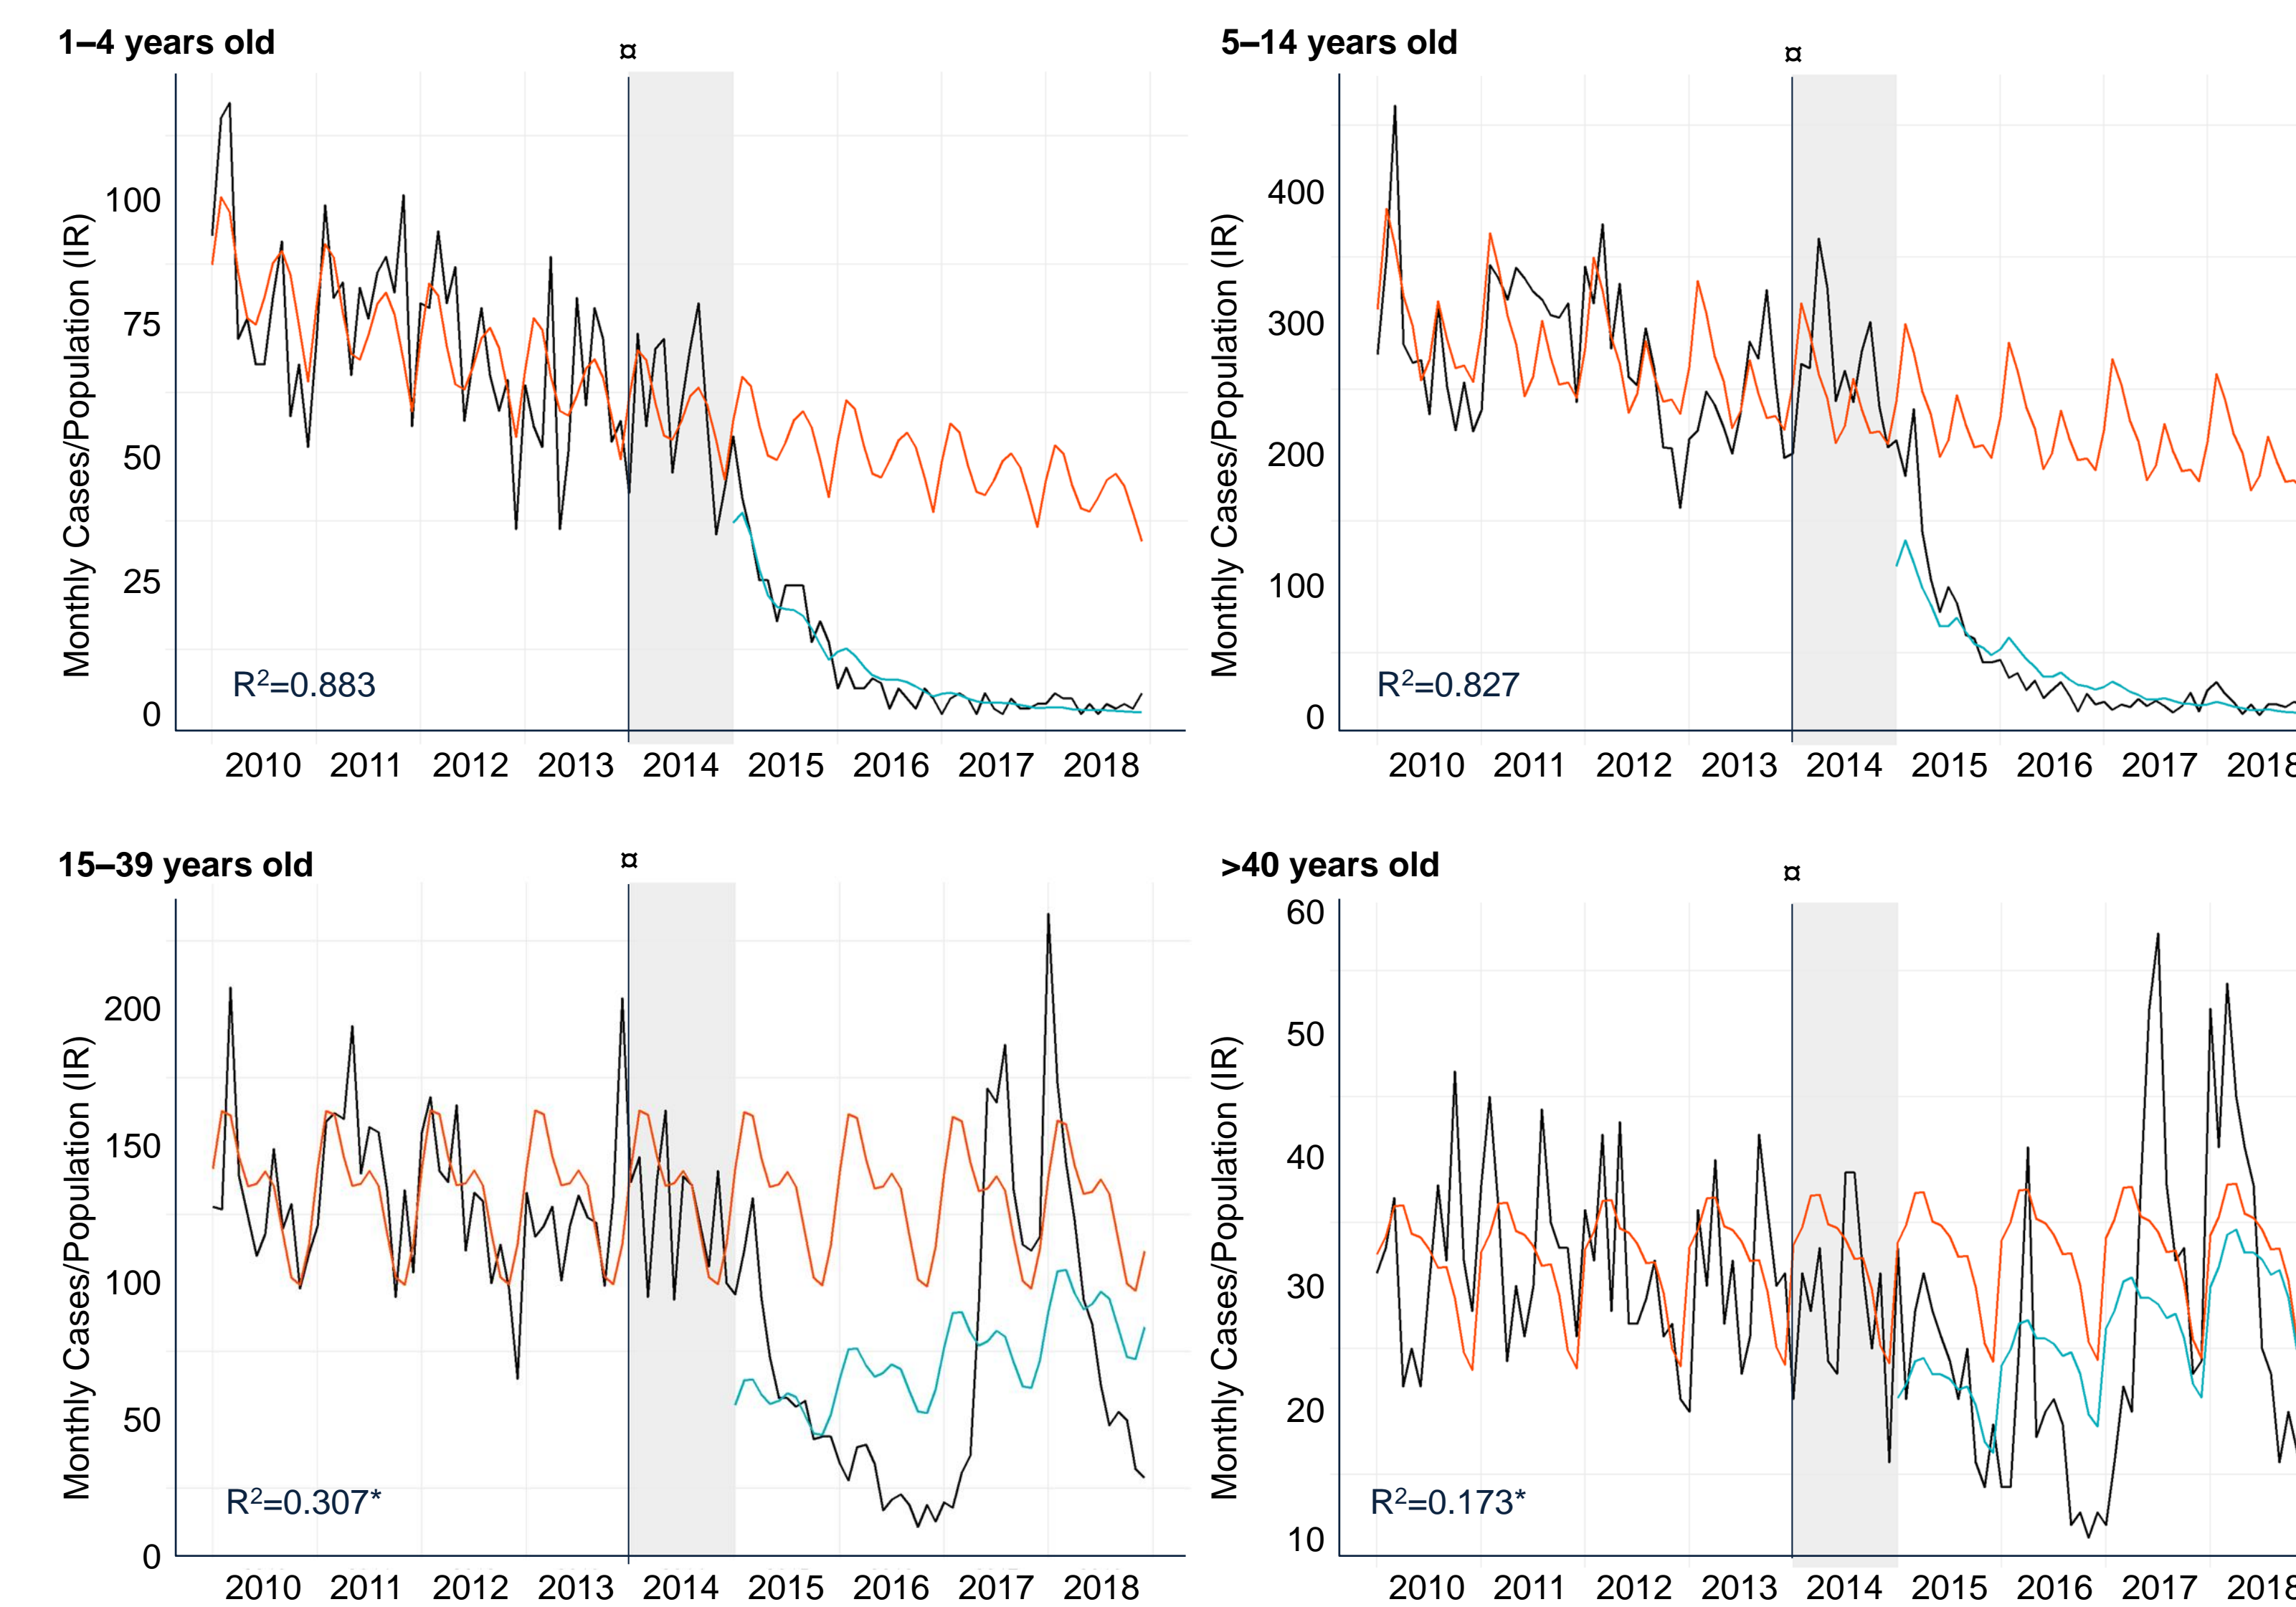 1–4 years old
¤
Monthly Cases/Population (IR)
100
75
50
25
0
R²=0.883
2010 2011 2012 2013 2014 2015 2016 2017 2018
5–14 years old
¤
Monthly Cases/Population (IR)
400
300
200
100
0
R²=0.827
2010 2011 2012 2013 2014 2015 2016 2017 2018
15–39 years old
¤
Monthly Cases/Population (IR)
200
150
100
50
0
R²=0.307*
2010 2011 2012 2013 2014 2015 2016 2017 2018
>40 years old
¤
Monthly Cases/Population (IR)
60
50
40
30
20
10
R²=0.173*
2010 2011 2012 2013 2014 2015 2016 2017 2018